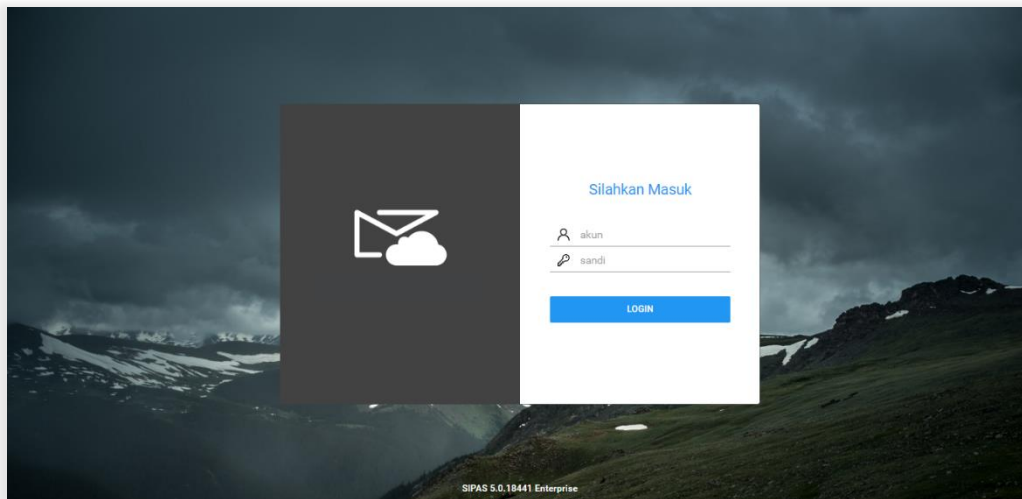 Silahkan Masuk
akun
sandi
LOGIN
SIPAS 5.0.18441 Enterprise